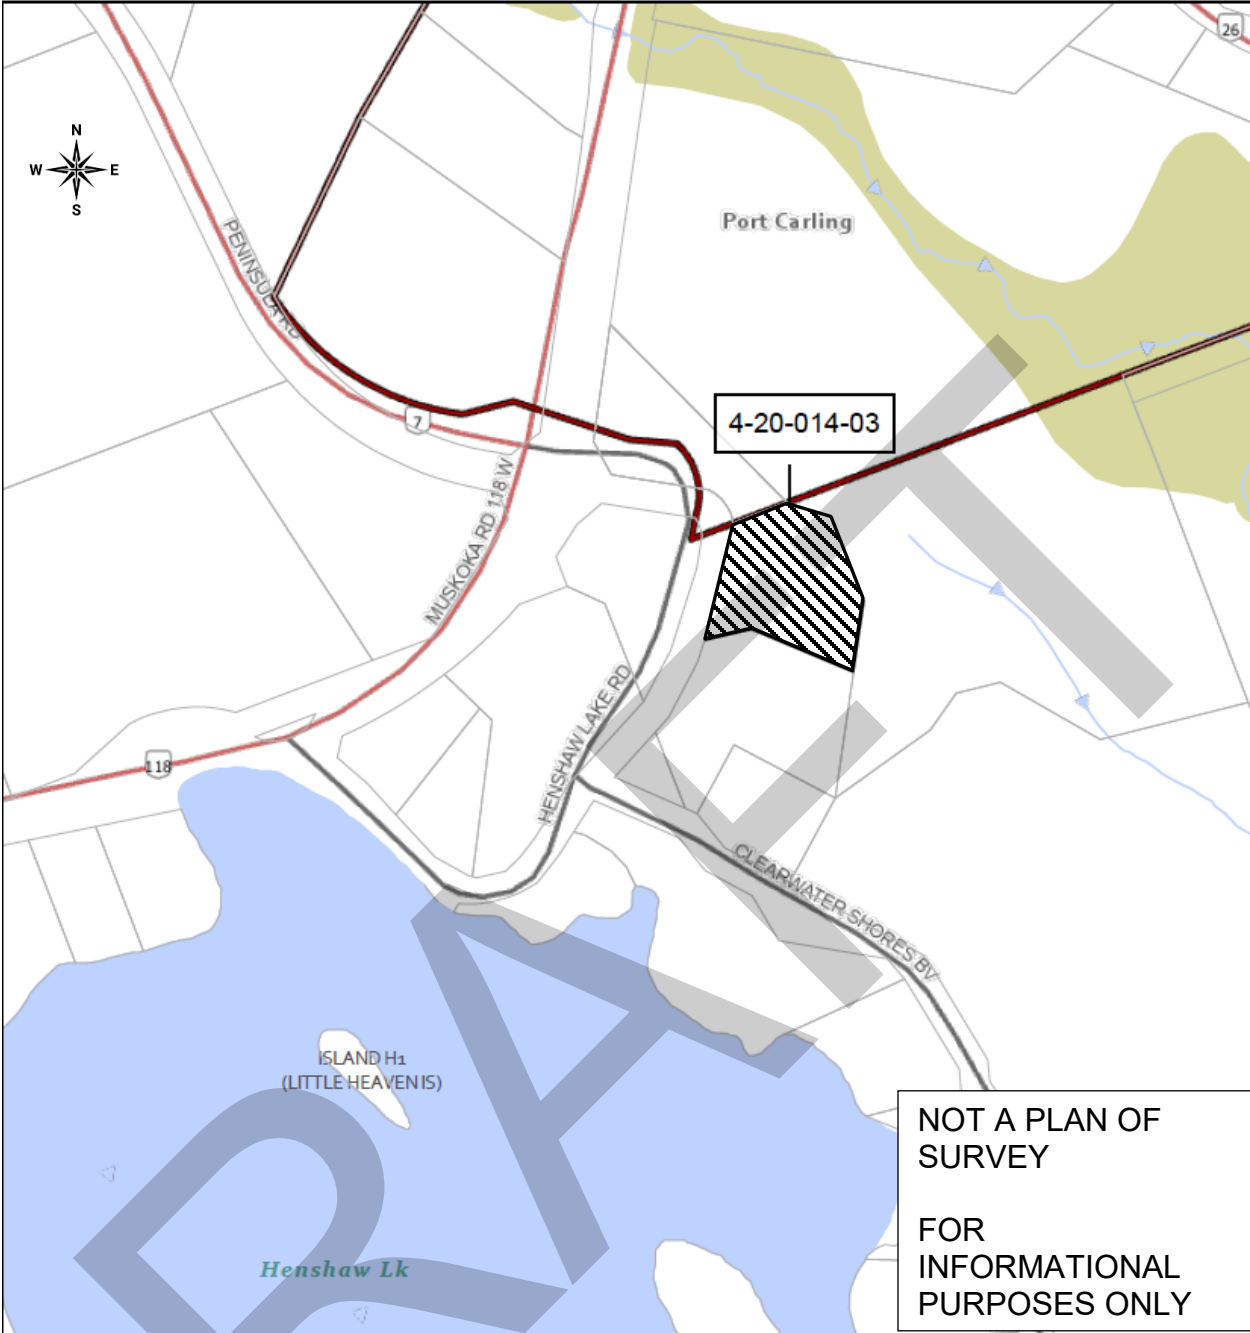 26
N
W E
S
Port Carling
PENINSULA RD
4-20-014-03
7
MUSKOKA RD 118 W
HENSHAW LAKE RD
118
CLEARWATER SHORES BV
ISLAND H1
(LITTLE HEAVEN IS)
NOT A PLAN OF
SURVEY
FOR
INFORMATIONAL
PURPOSES ONLY
Henshaw Lk
RAFT